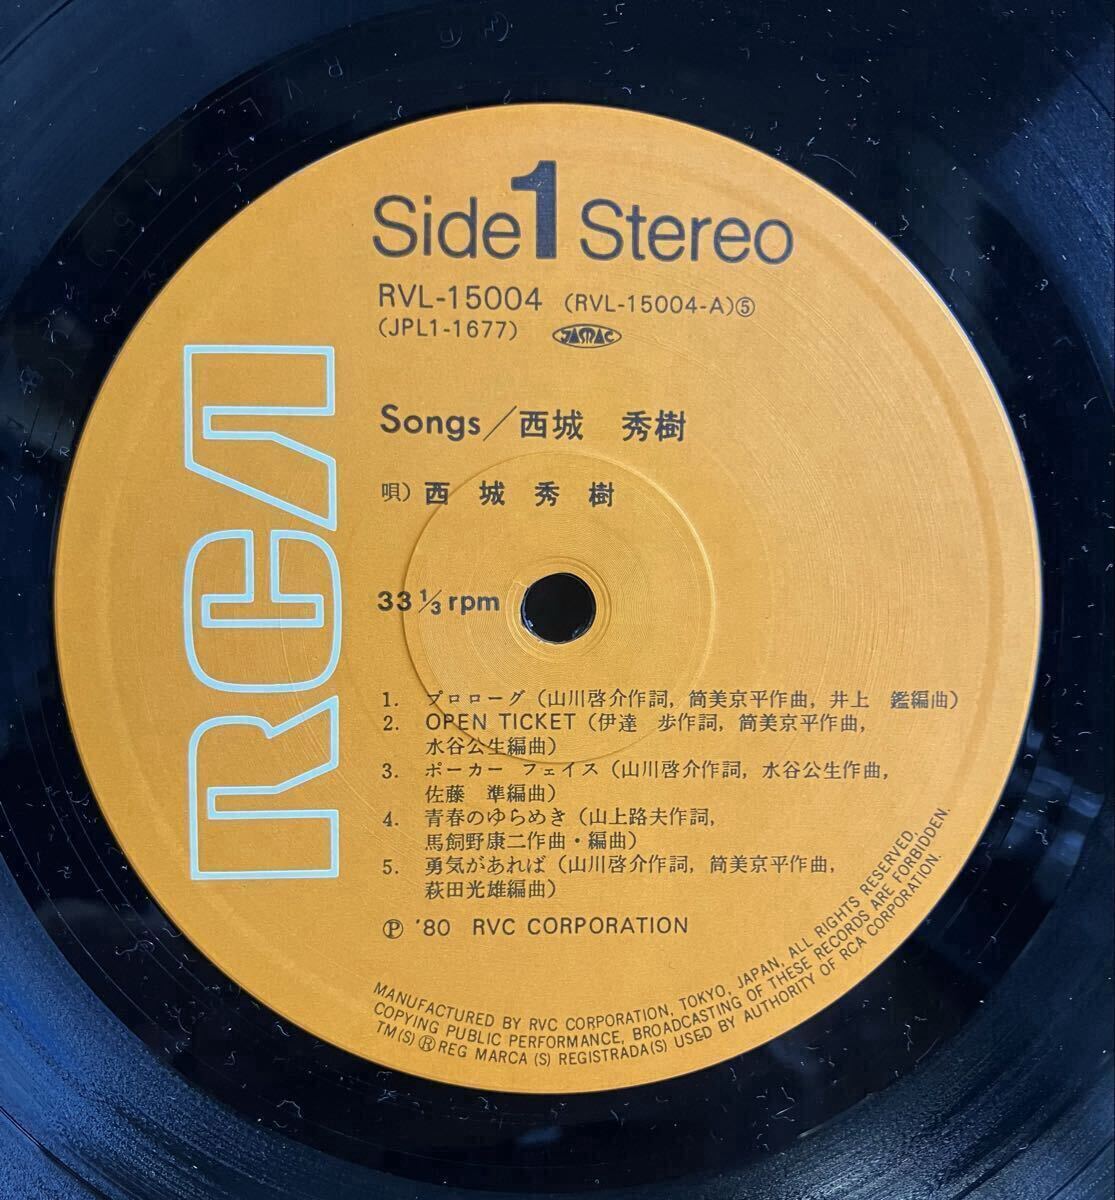 Side 1 Stereo
RVL-15004 (RVL-15004-A)⑤
(JPL1-1677) JASRAC
RCA
Songs／西城　秀樹
唄）西 城 秀 樹
33 ⅓ rpm
1. プロローグ（山川啓介作詞, 筒美京平作曲, 井上　鑑編曲）
2. OPEN TICKET（伊達　歩作詞, 筒美京平作曲,
水谷公生編曲）
3. ポーカー フェイス（山川啓介作詞, 水谷公生作曲,
佐藤　準編曲）
4. 青春のゆらめき（山上路夫作詞,
馬飼野康二作曲・編曲）
5. 勇気があれば（山川啓介作詞, 筒美京平作曲,
萩田光雄編曲）
Ⓟ '80 RVC CORPORATION
MANUFACTURED BY RVC CORPORATION, TOKYO, JAPAN, ALL RIGHTS RESERVED,
COPYING PUBLIC PERFORMANCE, BROADCASTING OF THESE RECORDS ARE FORBIDDEN.
TM(S) ® REG MARCA (S) REGISTRADA(S) USED BY AUTHORITY OF RCA CORPORATION.